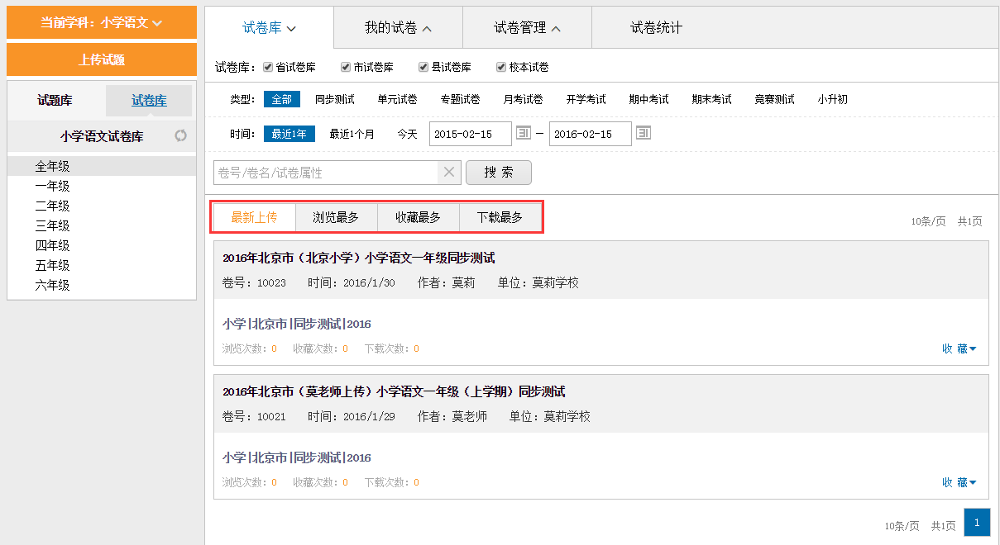 当前学科：小学语文
上传试题
试题库 试卷库
小学语文试卷库
全年级
一年级
二年级
三年级
四年级
五年级
六年级
试卷库 我的试卷 试卷管理 试卷统计
试卷库： 省试卷库 市试卷库 县试卷库 校本试卷
类型： 全部 同步测试 单元试卷 专题试卷 月考试卷 开学考试 期中考试 期末考试 竞赛测试 小升初
时间： 最近1年 最近1个月 今天 2015-02-15 31 — 2016-02-15 31
卷号/卷名/试卷属性 搜 索
最新上传 浏览最多 收藏最多 下载最多
10条/页 共1页
2016年北京市（北京小学）小学语文一年级同步测试
卷号：10023 时间：2016/1/30 作者：莫莉 单位：莫莉学校
小学|北京市|同步测试|2016
浏览次数：0 收藏次数：0 下载次数：0 收 藏
2016年北京市（莫老师上传）小学语文一年级（上学期）同步测试
卷号：10021 时间：2016/1/29 作者：莫老师 单位：莫莉学校
小学|北京市|同步测试|2016
浏览次数：0 收藏次数：0 下载次数：0 收 藏
10条/页 共1页 1